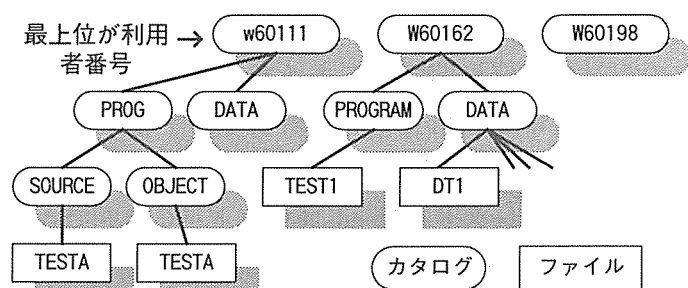 最上位が利用 → w60111 W60162 W60198
者番号
PROG DATA PROGRAM DATA
SOURCE OBJECT TEST1 DT1
TESTA TESTA カタログ ファイル